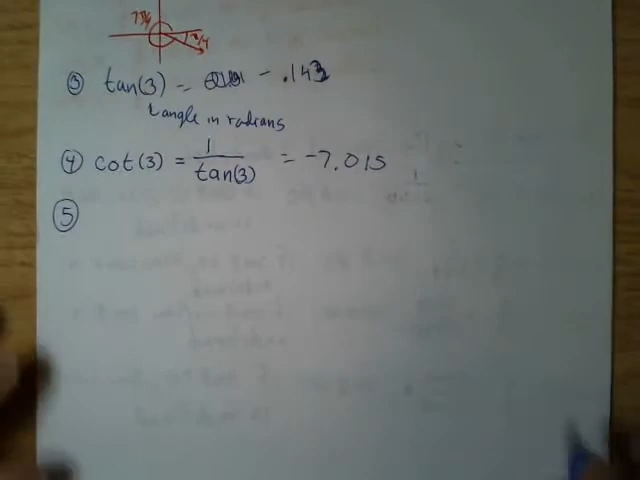 7π/4 π/4
③ tan(3) = - .143
angle in radians
④ cot(3) = 1/tan(3) = -7.015
⑤